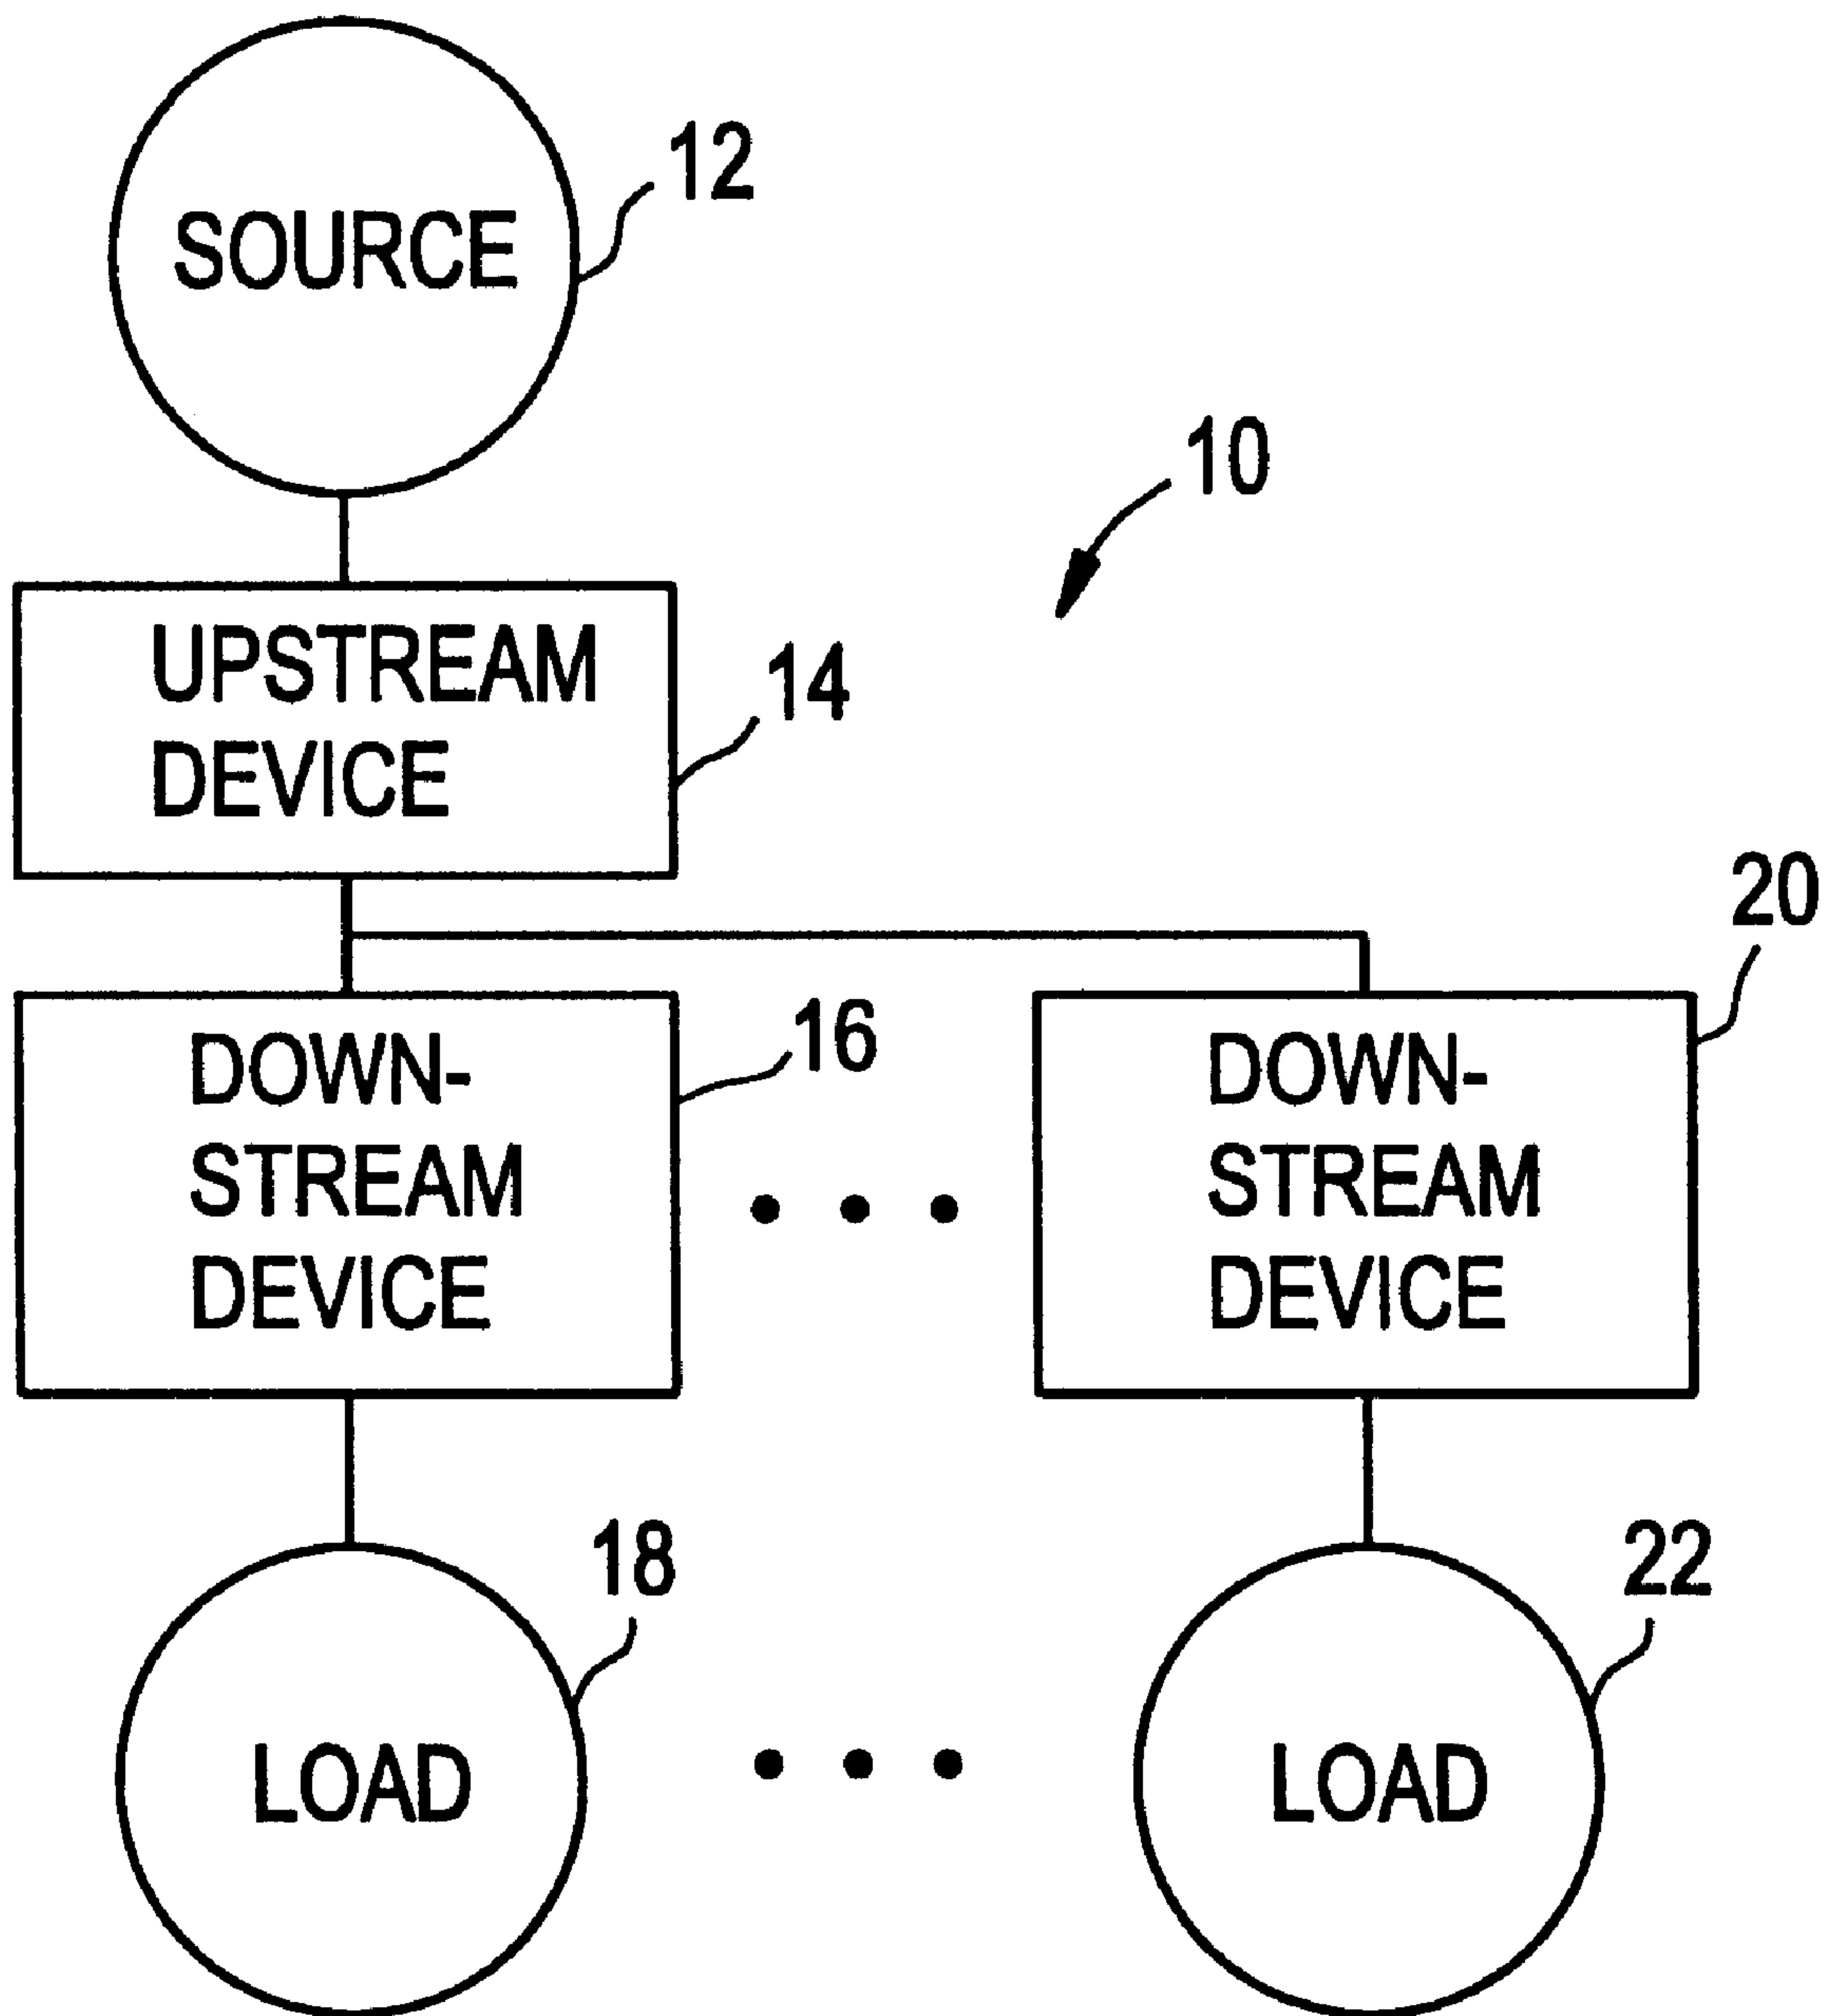 SOURCE
12
10
UPSTREAM
DEVICE
14
20
DOWN-
STREAM
DEVICE
16
DOWN-
STREAM
DEVICE
18
LOAD
22
LOAD